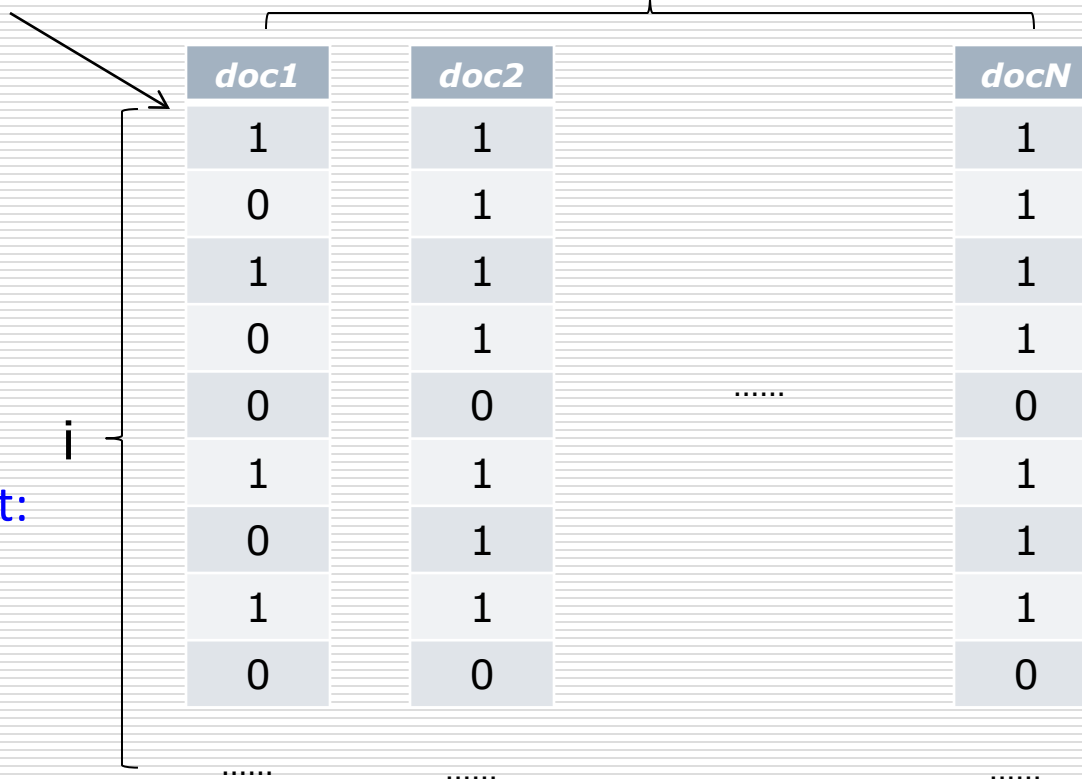 doc1 doc2 docN
1 1 1
0 1 1
1 1 1
0 1 1
0 0 ...... 0
i
1 1 1
t:
0 1 1
1 1 1
0 0 0
...... ...... ......